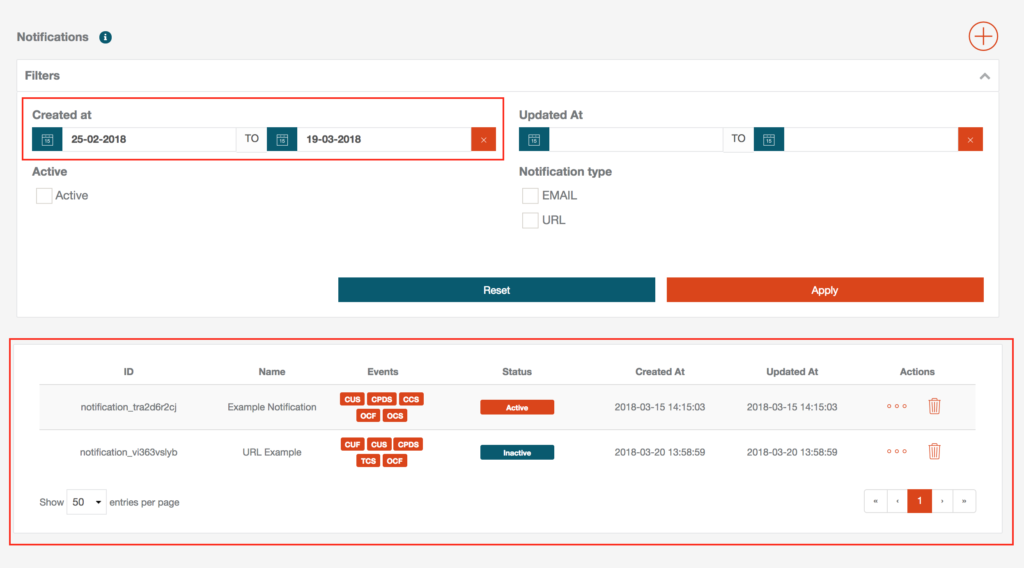 Notifications
Filters
Created at
25-02-2018 TO 19-03-2018
Updated At
TO
Active
Active
Notification type
EMAIL
URL
Reset Apply
ID Name Events Status Created At Updated At Actions
notification_tra2d6r2cj Example Notification CUS CPDS CCS OCF OCS Active 2018-03-15 14:15:03 2018-03-15 14:15:03
notification_vi363vslyb URL Example CUF CUS CPDS TCS OCF Inactive 2018-03-20 13:58:59 2018-03-20 13:58:59
Show 50 entries per page « ‹ 1 › »